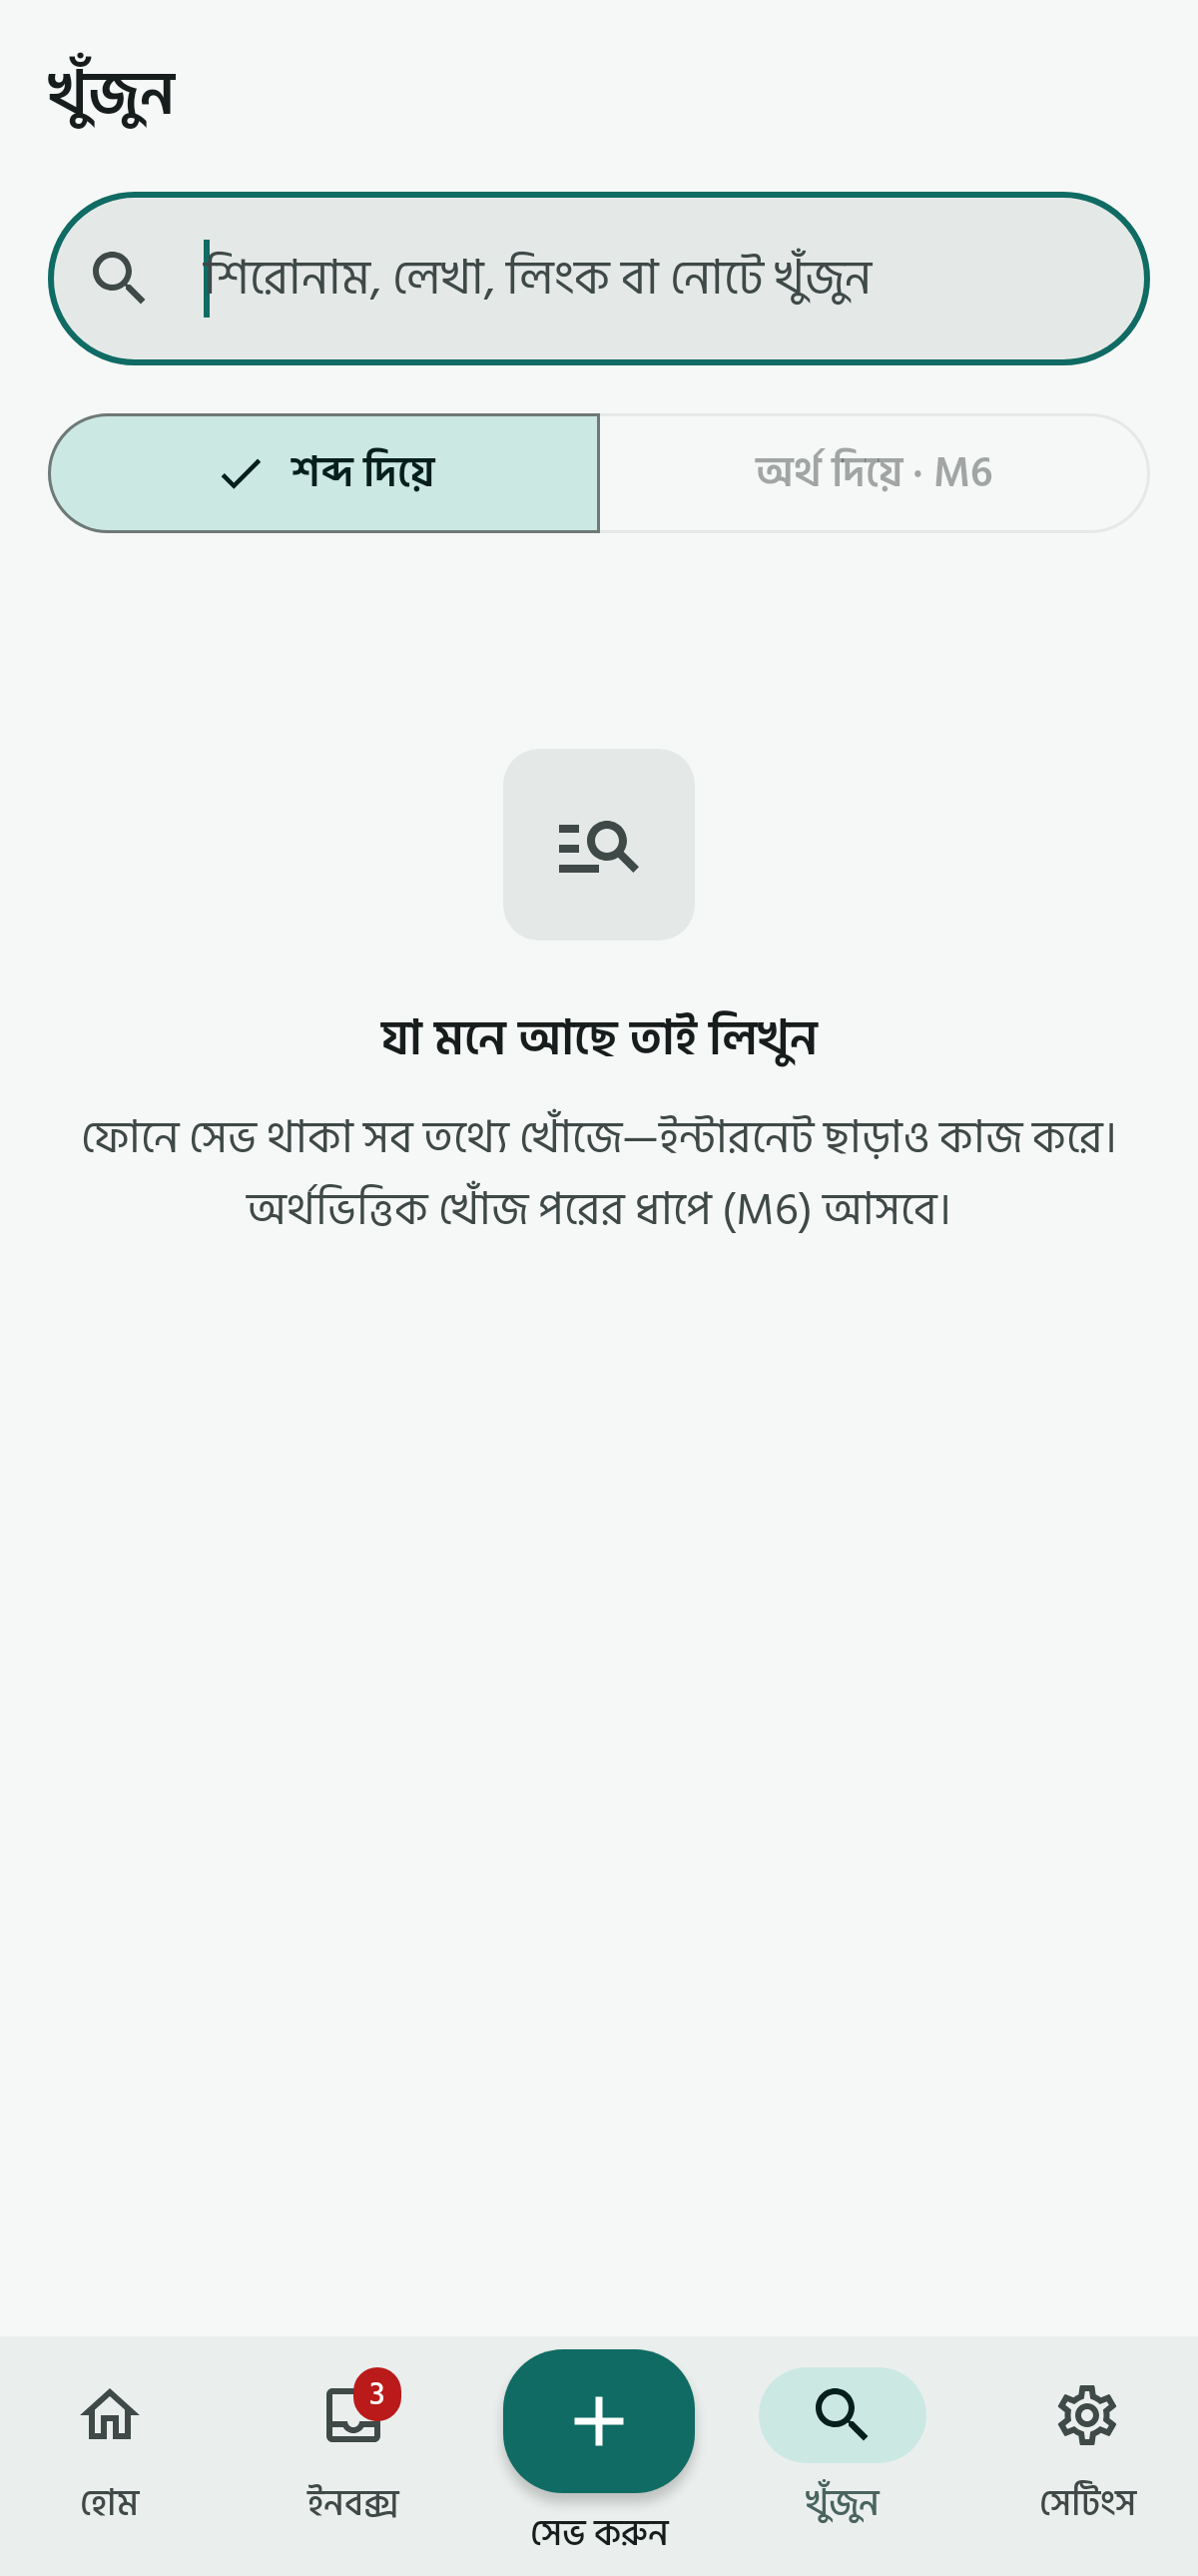 খুঁজুন
শিরোনাম, লেখা, লিংক বা নোটে খুঁজুন
শব্দ দিয়ে
অর্থ দিয়ে · M6
যা মনে আছে তাই লিখুন
ফোনে সেভ থাকা সব তথ্যে খোঁজে—ইন্টারনেট ছাড়াও কাজ করে।
অর্থভিত্তিক খোঁজ পরের ধাপে (M6) আসবে।
3
হোম
ইনবক্স
সেভ করুন
খুঁজুন
সেটিংস